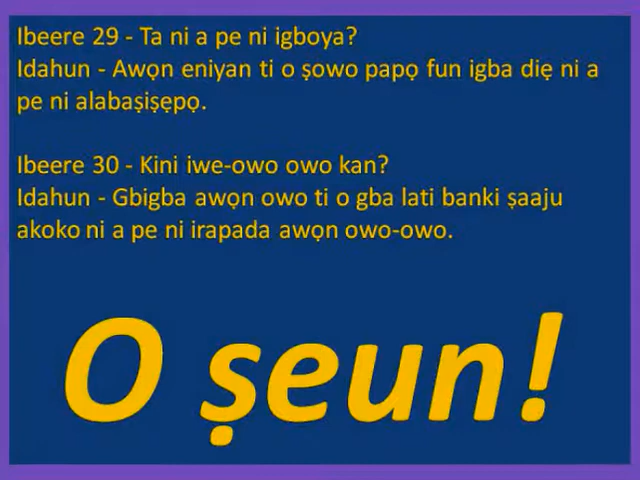 Ibeere 29 - Ta ni a pe ni igboya?
Idahun - Awọn eniyan ti o ṣowo papọ fun igba diẹ ni a
pe ni alabaṣiṣẹpọ.
Ibeere 30 - Kini iwe-owo owo kan?
Idahun - Gbigba awọn owo ti o gba lati banki ṣaaju
akoko ni a pe ni irapada awọn owo-owo.
O ṣeun!